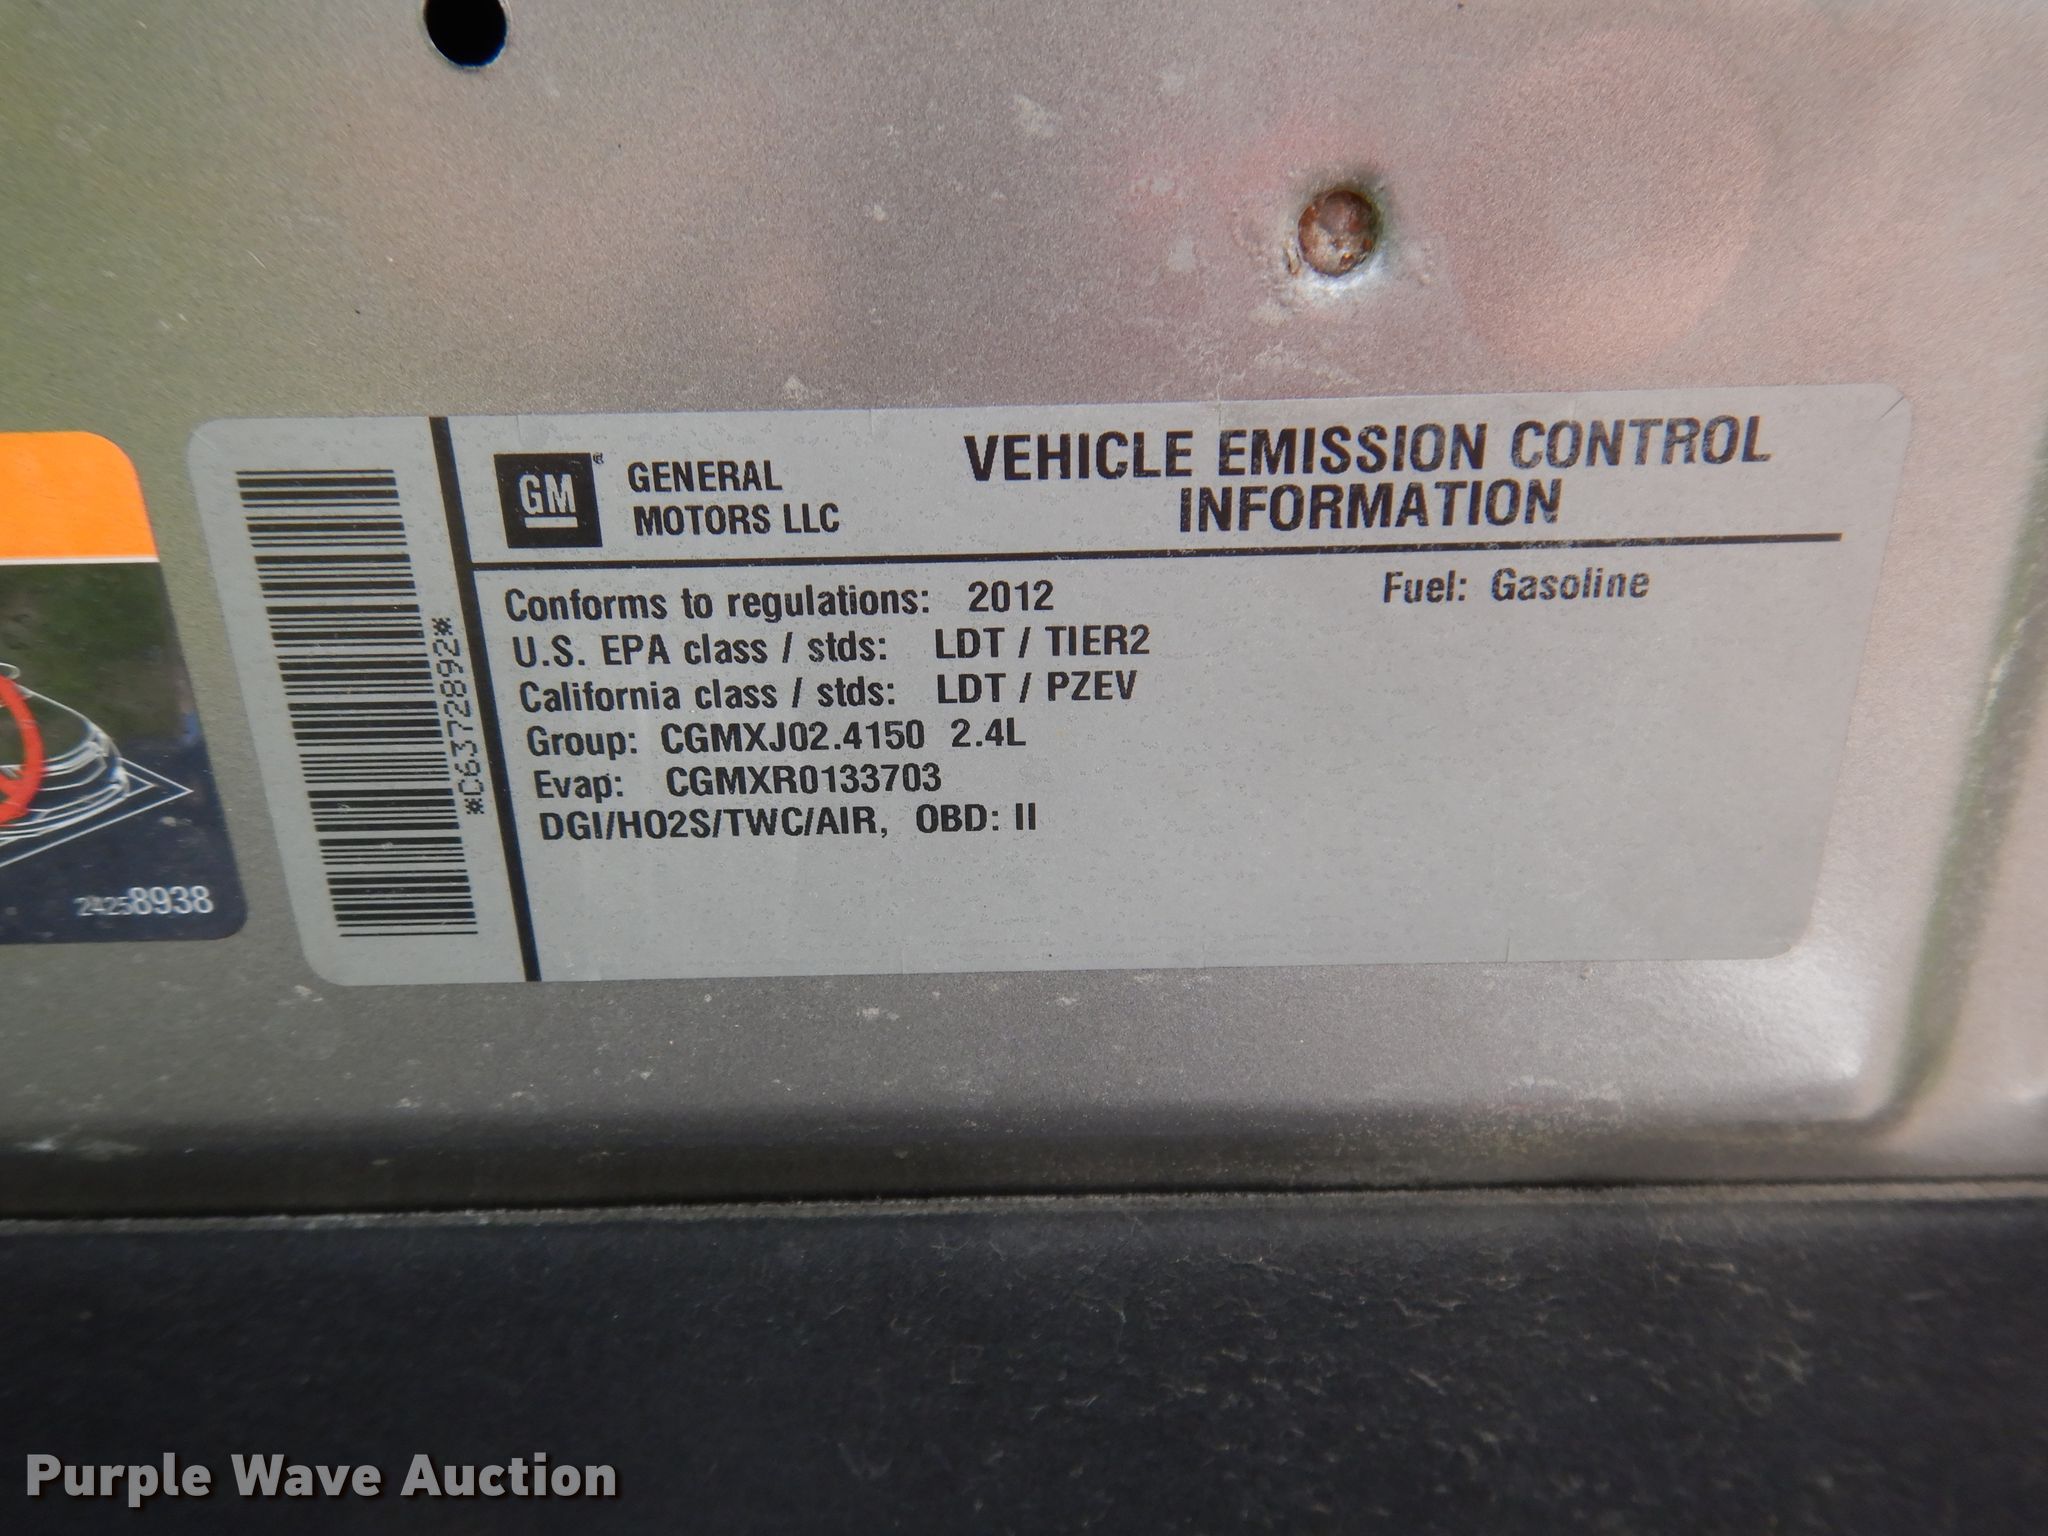 GM®
GENERAL
MOTORS LLC
VEHICLE EMISSION CONTROL
INFORMATION
*C6372892*
Conforms to regulations: 2012
Fuel: Gasoline
U.S. EPA class / stds: LDT / TIER2
California class / stds: LDT / PZEV
Group: CGMXJ02.4150 2.4L
Evap: CGMXR0133703
DGI/HO2S/TWC/AIR, OBD: II
24258938
Purple Wave Auction